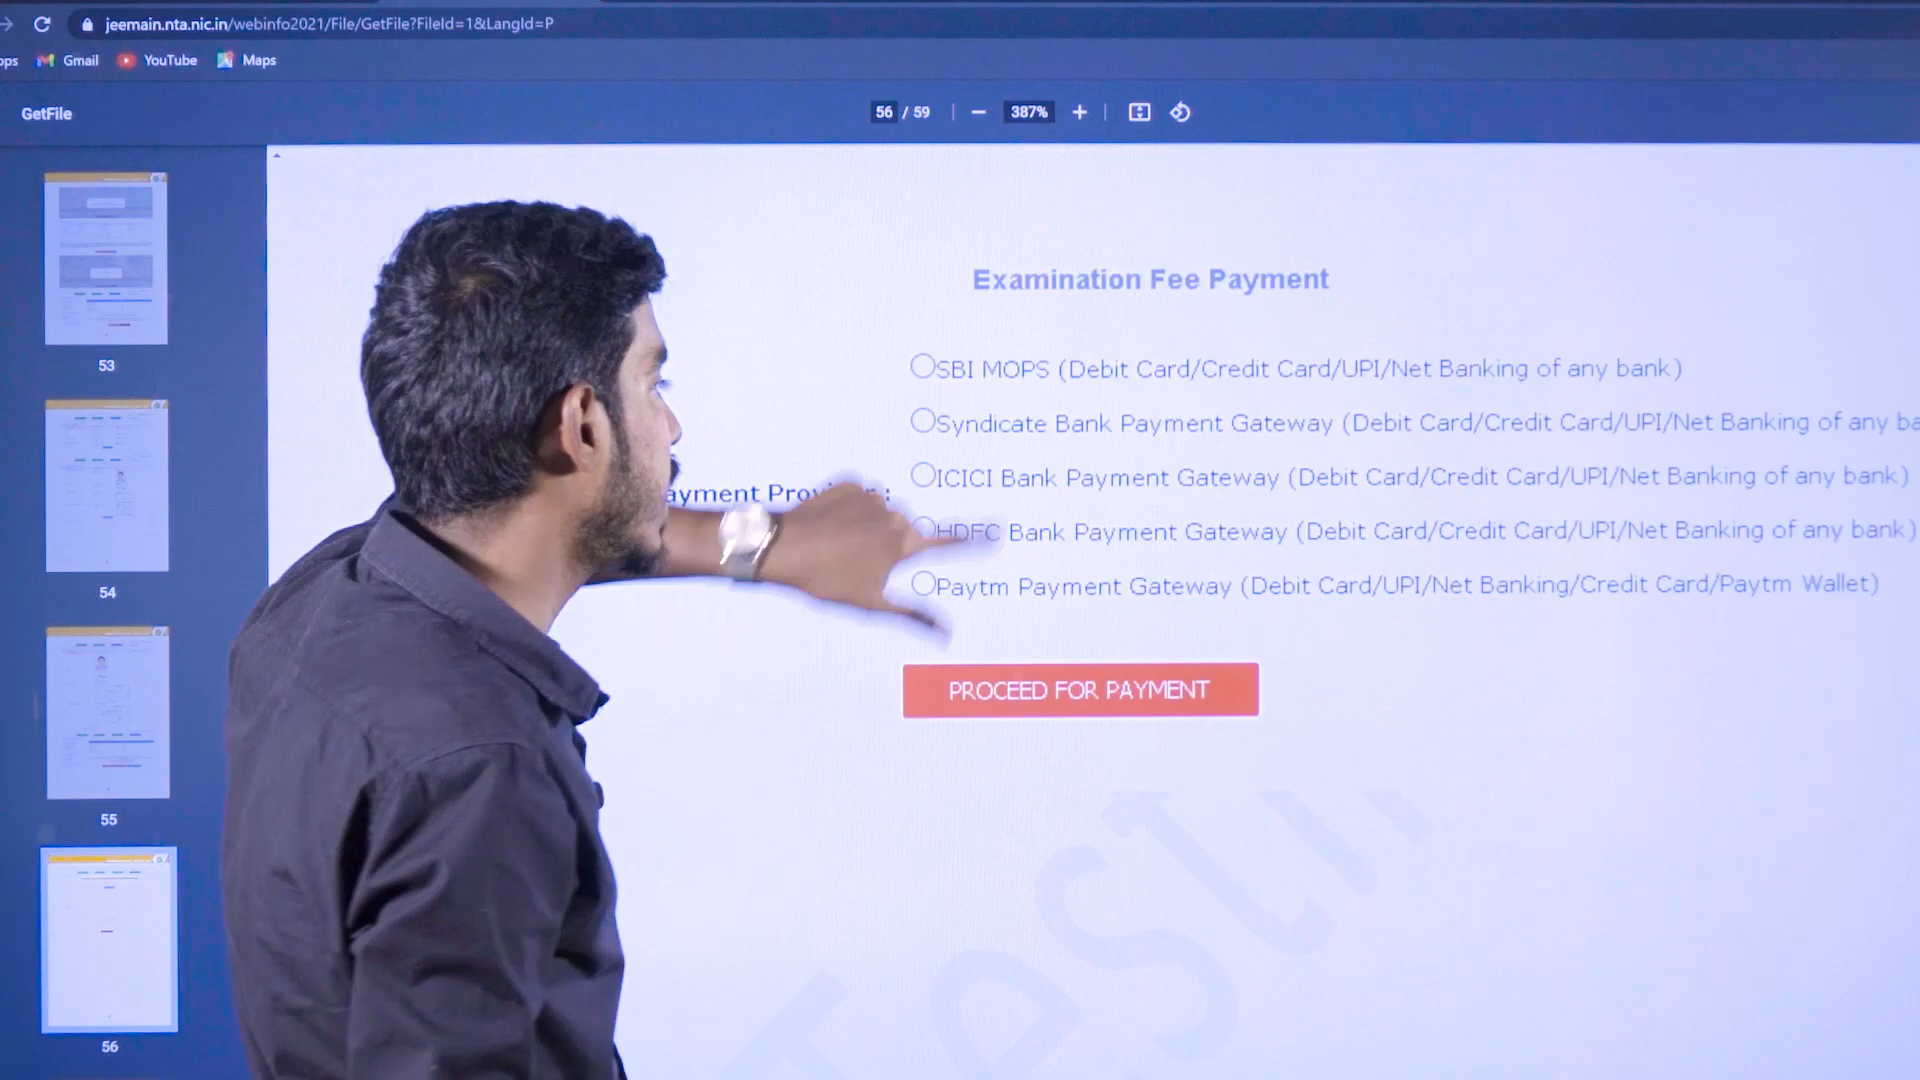 jeemain.nta.nic.in/webinfo2021/File/GetFile?FileId=1&LangId=P
Gmail YouTube Maps
GetFile
56 / 59
387%
53
54
55
56
Examination Fee Payment
SBI MOPS (Debit Card/Credit Card/UPI/Net Banking of any bank)
Syndicate Bank Payment Gateway (Debit Card/Credit Card/UPI/Net Banking of any
ICICI Bank Payment Gateway (Debit Card/Credit Card/UPI/Net Banking of any bank)
ayment
HDFC Bank Payment Gateway (Debit Card/Credit Card/UPI/Net Banking of any bank)
Paytm Payment Gateway (Debit Card/UPI/Net Banking/Credit Card/Paytm Wallet)
PROCEED FOR PAYMENT